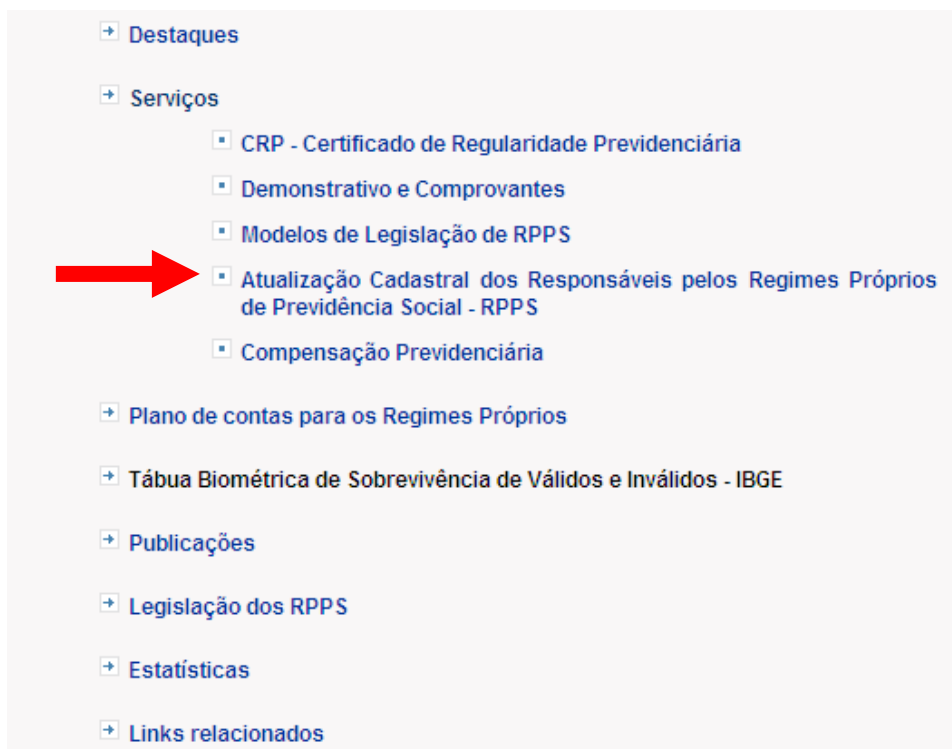 Destaques
Serviços
CRP - Certificado de Regularidade Previdenciária
Demonstrativo e Comprovantes
Modelos de Legislação de RPPS
Atualização Cadastral dos Responsáveis pelos Regimes Próprios
de Previdência Social - RPPS
Compensação Previdenciária
Plano de contas para os Regimes Próprios
Tábua Biométrica de Sobrevivência de Válidos e Inválidos - IBGE
Publicações
Legislação dos RPPS
Estatísticas
Links relacionados